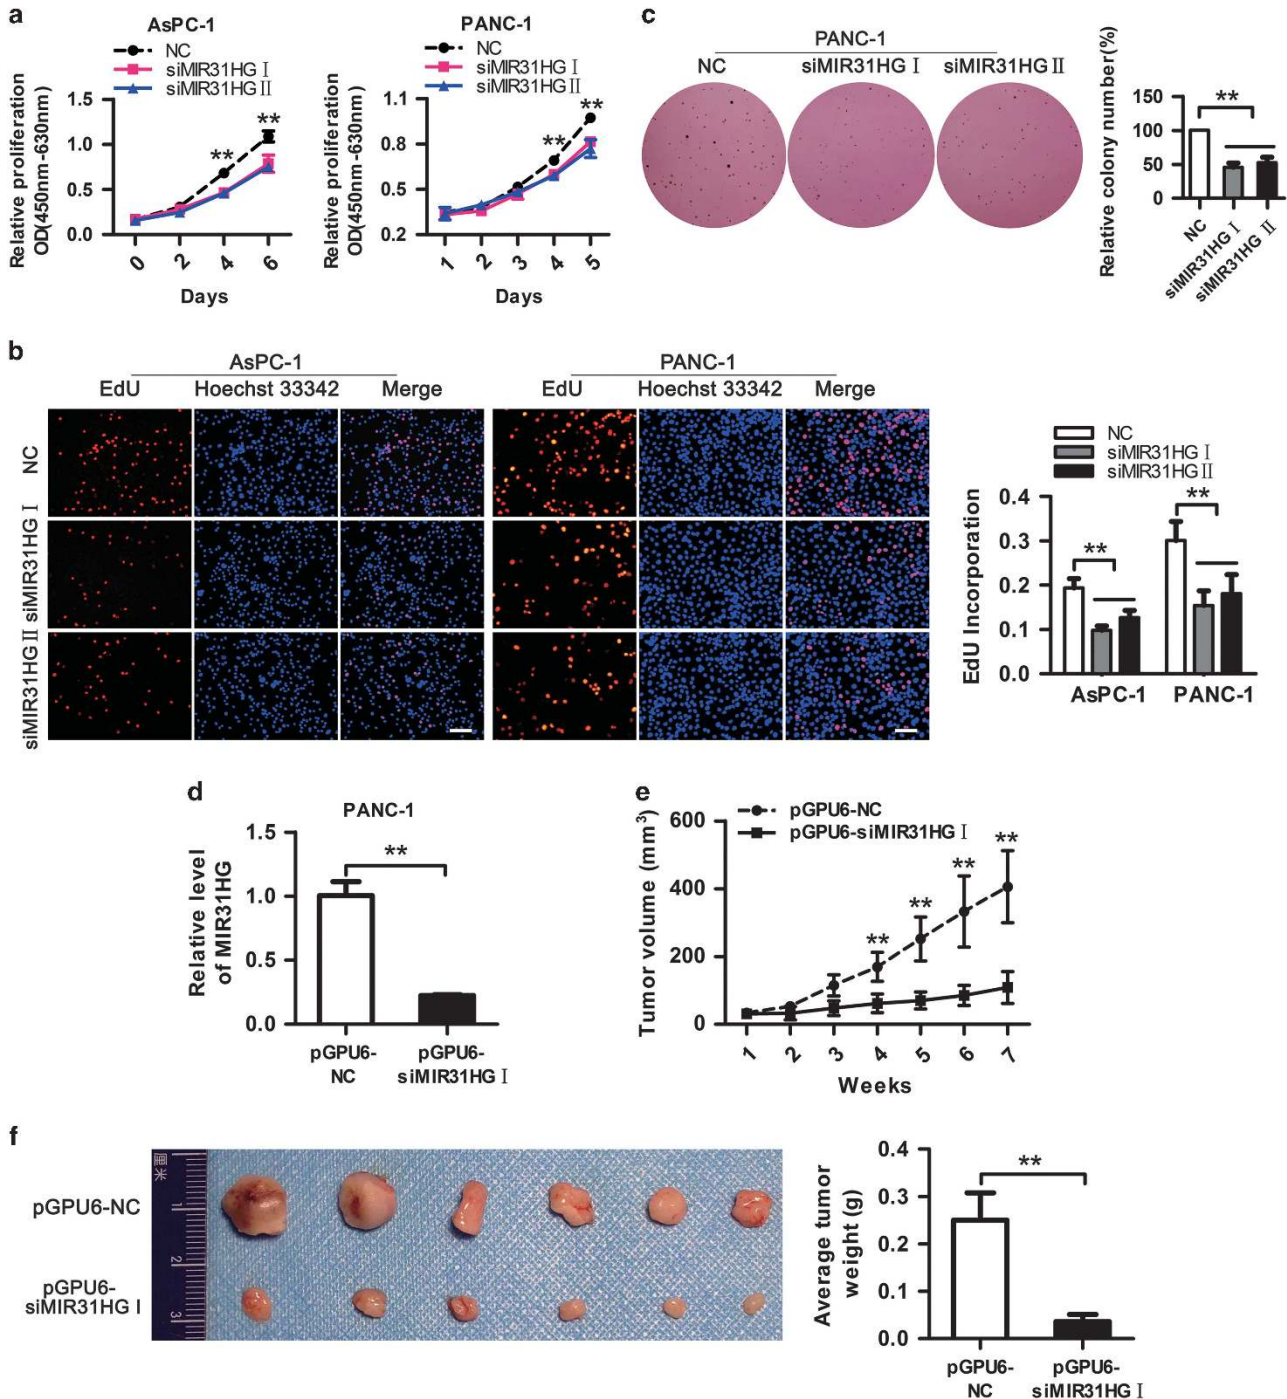 a
AsPC-1
NC
siMIR31HG Ⅰ
siMIR31HG Ⅱ
Relative proliferation
OD(450nm-630nm)
1.5
1.0
0.5
0.0
**
**
0
2
4
6
Days
PANC-1
NC
siMIR31HG Ⅰ
siMIR31HG Ⅱ
Relative proliferation
OD(450nm-630nm)
1.1
0.8
0.5
0.2
**
**
1
2
3
4
5
Days
c
PANC-1
NC
siMIR31HG Ⅰ
siMIR31HG Ⅱ
Relative colony number(%)
150
100
50
0
**
NC
siMIR31HG Ⅰ
siMIR31HG Ⅱ
b
AsPC-1
PANC-1
EdU
Hoechst 33342
Merge
EdU
Hoechst 33342
Merge
NC
siMIR31HG Ⅰ
siMIR31HG Ⅱ
NC
siMIR31HG Ⅰ
siMIR31HG Ⅱ
EdU Incorporation
0.4
0.3
0.2
0.1
0.0
**
**
AsPC-1
PANC-1
d
PANC-1
Relative level
of MIR31HG
1.5
1.0
0.5
0.0
**
pGPU6-
NC
pGPU6-
siMIR31HG Ⅰ
e
pGPU6-NC
pGPU6-siMIR31HG Ⅰ
Tumor volume (mm³)
600
400
200
0
**
**
**
**
1
2
3
4
5
6
7
Weeks
f
pGPU6-NC
pGPU6-
siMIR31HG Ⅰ
厘米
1
2
3
Average tumor
weight (g)
0.4
0.3
0.2
0.1
0.0
**
pGPU6-
NC
pGPU6-
siMIR31HG Ⅰ